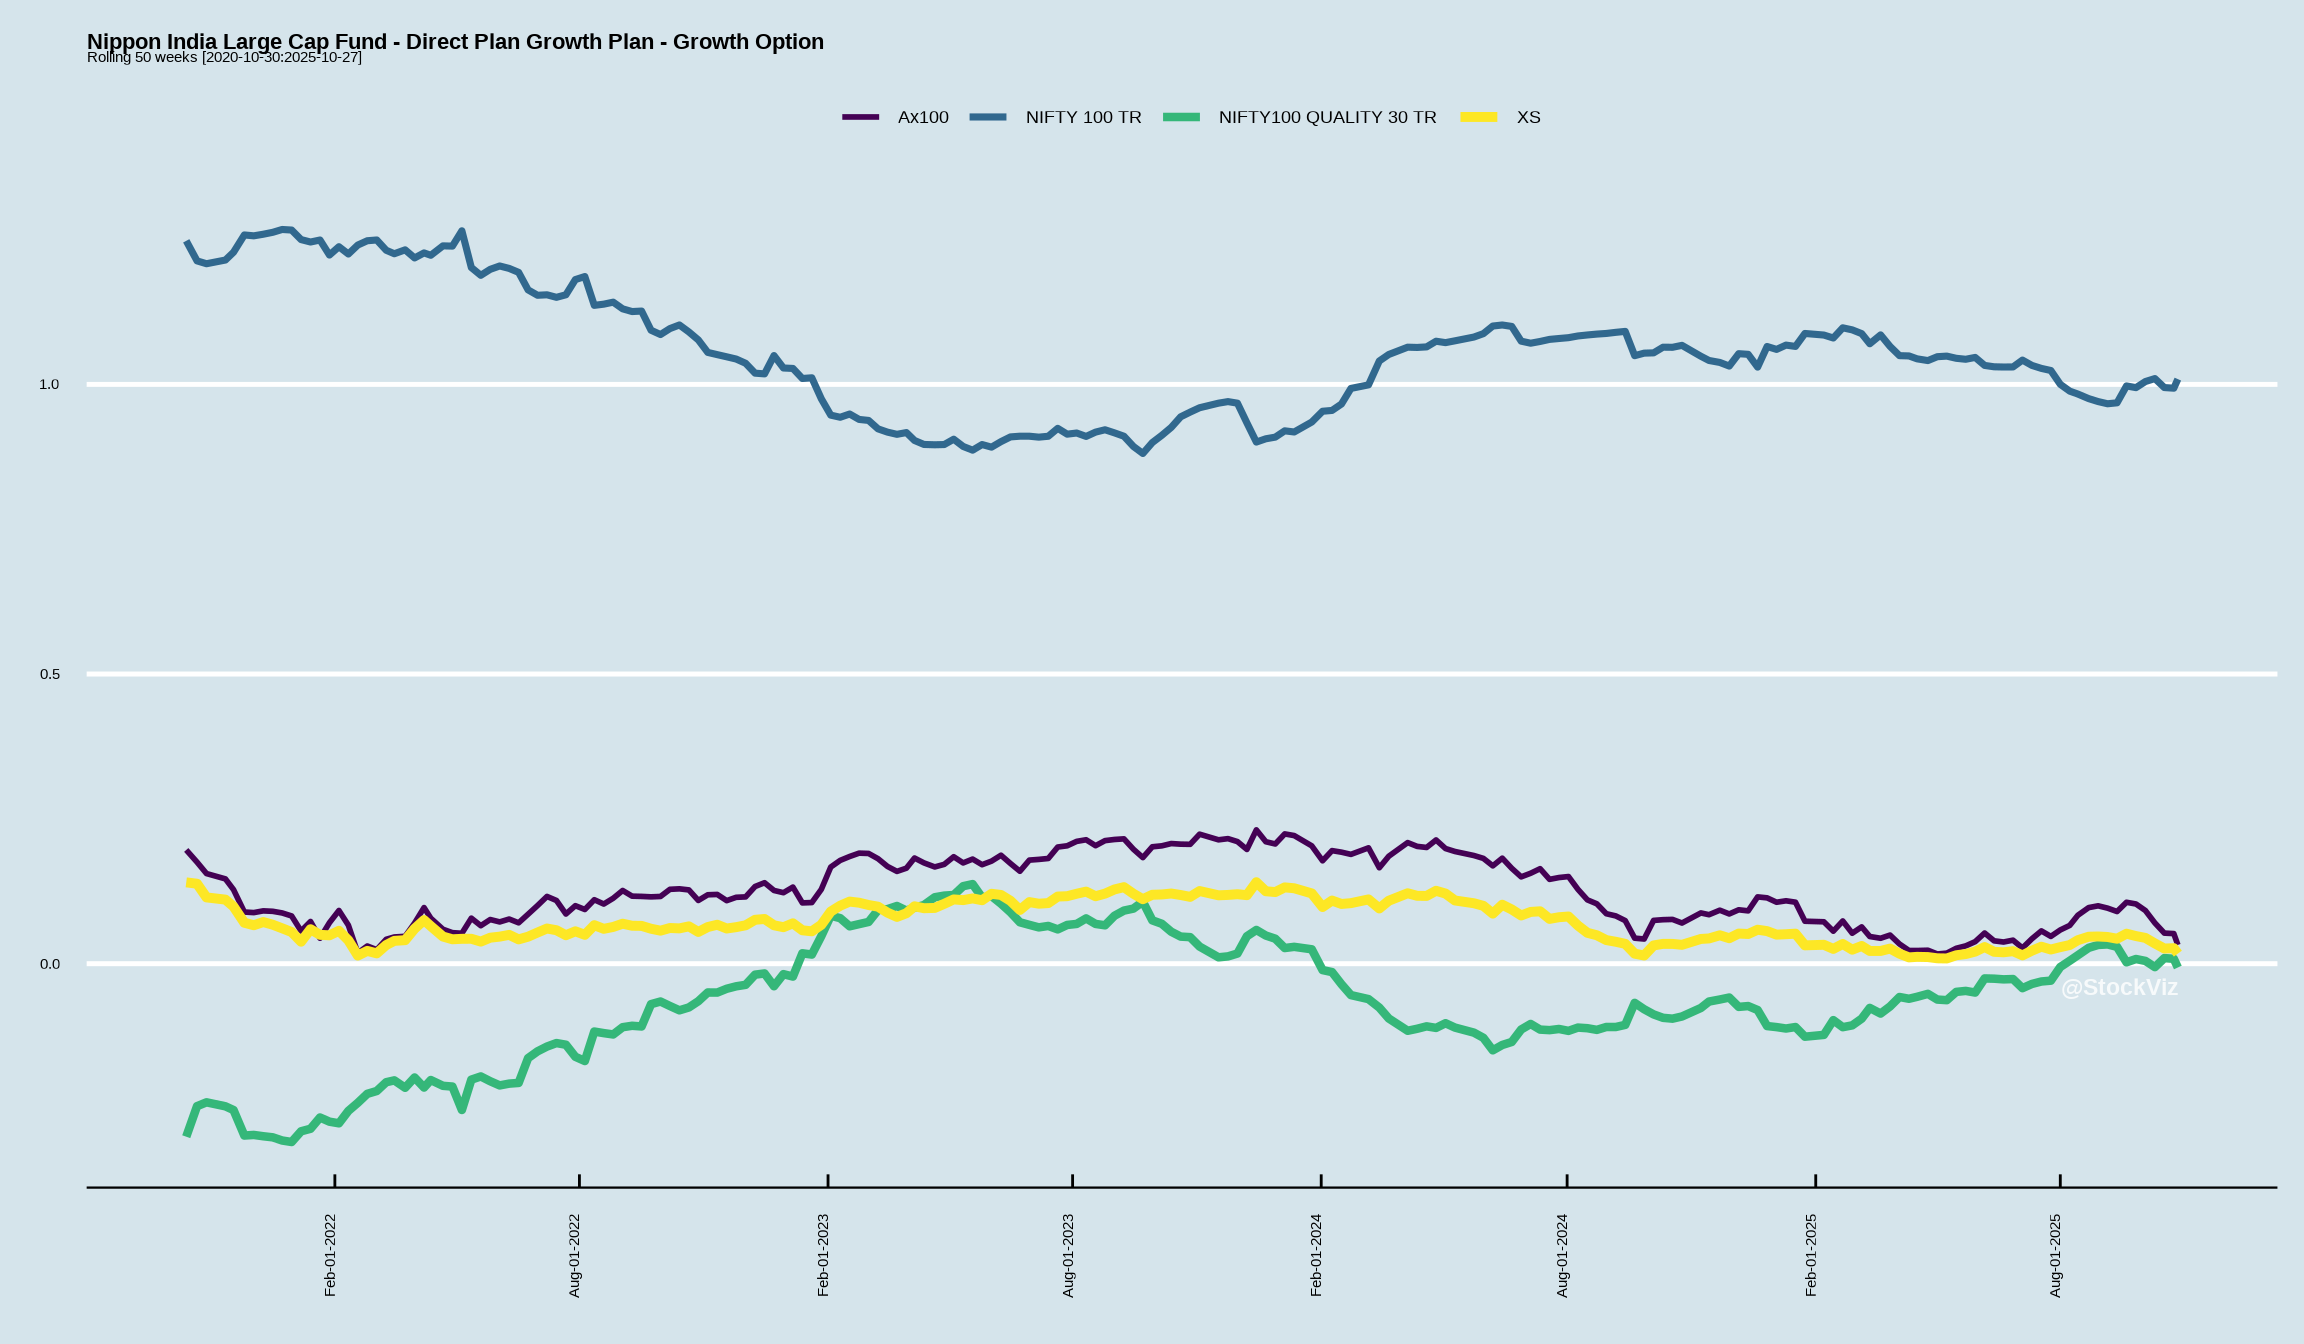 Nippon India Large Cap Fund - Direct Plan Growth Plan - Growth Option
Rolling 50 weeks [2020-10-30:2025-10-27]
Ax100 NIFTY 100 TR NIFTY100 QUALITY 30 TR XS
1.0
0.5
0.0
@StockViz
Feb-01-2022 Aug-01-2022 Feb-01-2023 Aug-01-2023 Feb-01-2024 Aug-01-2024 Feb-01-2025 Aug-01-2025